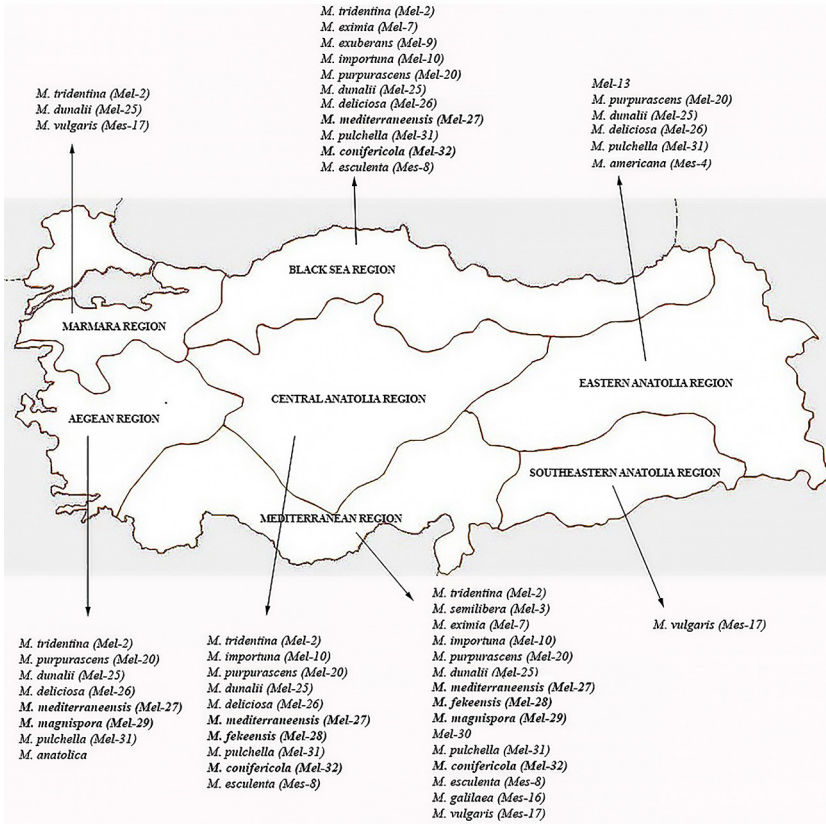 M. tridentina (Mel-2)
M. eximia (Mel-7)
M. exuberans (Mel-9)
M. importuna (Mel-10)
M. purpurascens (Mel-20)
M. dunalii (Mel-25)
M. deliciosa (Mel-26)
M. mediterraneensis (Mel-27)
M. pulchella (Mel-31)
M. conifericola (Mel-32)
M. esculenta (Mes-8)
M. tridentina (Mel-2)
M. dunalii (Mel-25)
M. vulgaris (Mes-17)
Mel-13
M. purpurascens (Mel-20)
M. dunalii (Mel-25)
M. deliciosa (Mel-26)
M. pulchella (Mel-31)
M. americana (Mes-4)
BLACK SEA REGION
MARMARA REGION
EASTERN ANATOLIA REGION
CENTRAL ANATOLIA REGION
AEGEAN REGION
SOUTHEASTERN ANATOLIA REGION
MEDITERRANEAN REGION
M. tridentina (Mel-2)
M. purpurascens (Mel-20)
M. dunalii (Mel-25)
M. deliciosa (Mel-26)
M. mediterraneensis (Mel-27)
M. magnispora (Mel-29)
M. pulchella (Mel-31)
M. anatolica
M. tridentina (Mel-2)
M. importuna (Mel-10)
M. purpurascens (Mel-20)
M. dunalii (Mel-25)
M. deliciosa (Mel-26)
M. mediterraneensis (Mel-27)
M. fekeensis (Mel-28)
M. pulchella (Mel-31)
M. conifericola (Mel-32)
M. esculenta (Mes-8)
M. tridentina (Mel-2)
M. semilibera (Mel-3)
M. eximia (Mel-7)
M. importuna (Mel-10)
M. purpurascens (Mel-20)
M. dunalii (Mel-25)
M. mediterraneensis (Mel-27)
M. fekeensis (Mel-28)
M. magnispora (Mel-29)
Mel-30
M. pulchella (Mel-31)
M. conifericola (Mel-32)
M. esculenta (Mes-8)
M. galilaea (Mes-16)
M. vulgaris (Mes-17)
M. vulgaris (Mes-17)